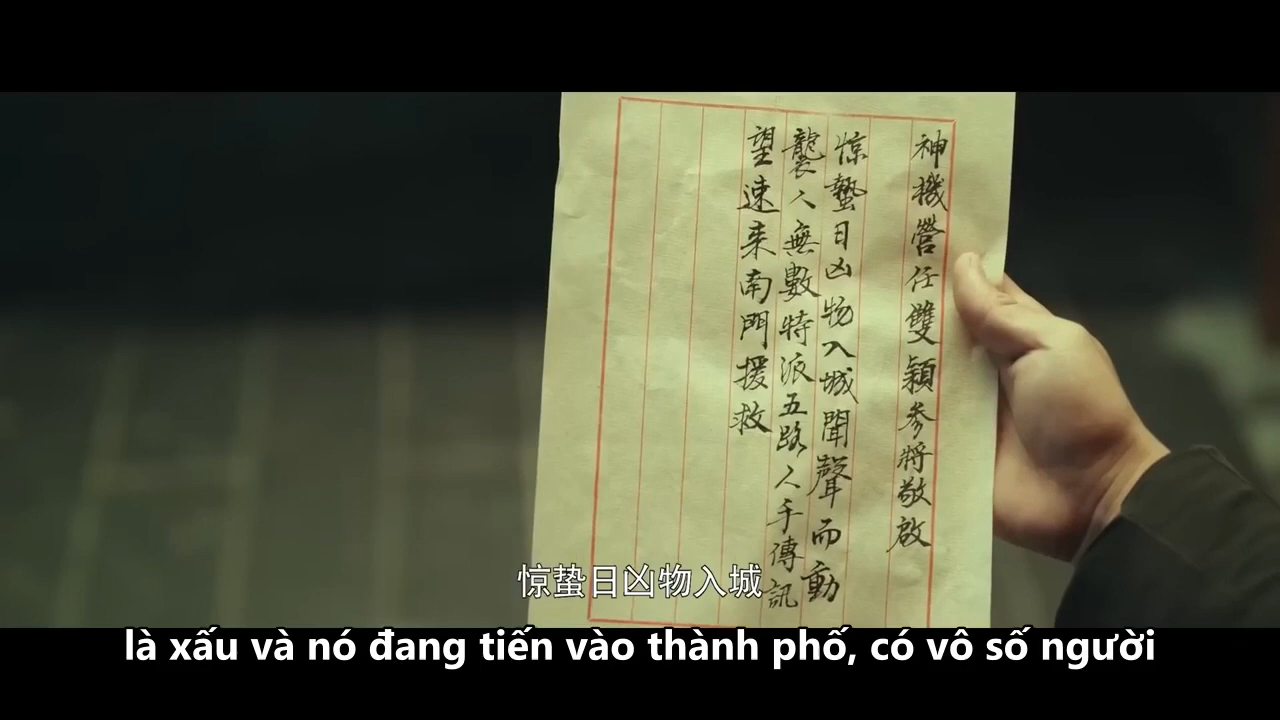 神機營任雙穎參將敬啟
惊蟄日凶物入城聞聲而動
襲人無數特派五路人手傳訊
望速来南門援救
惊蛰日凶物入城
là xấu và nó đang tiến vào thành phố, có vô số người